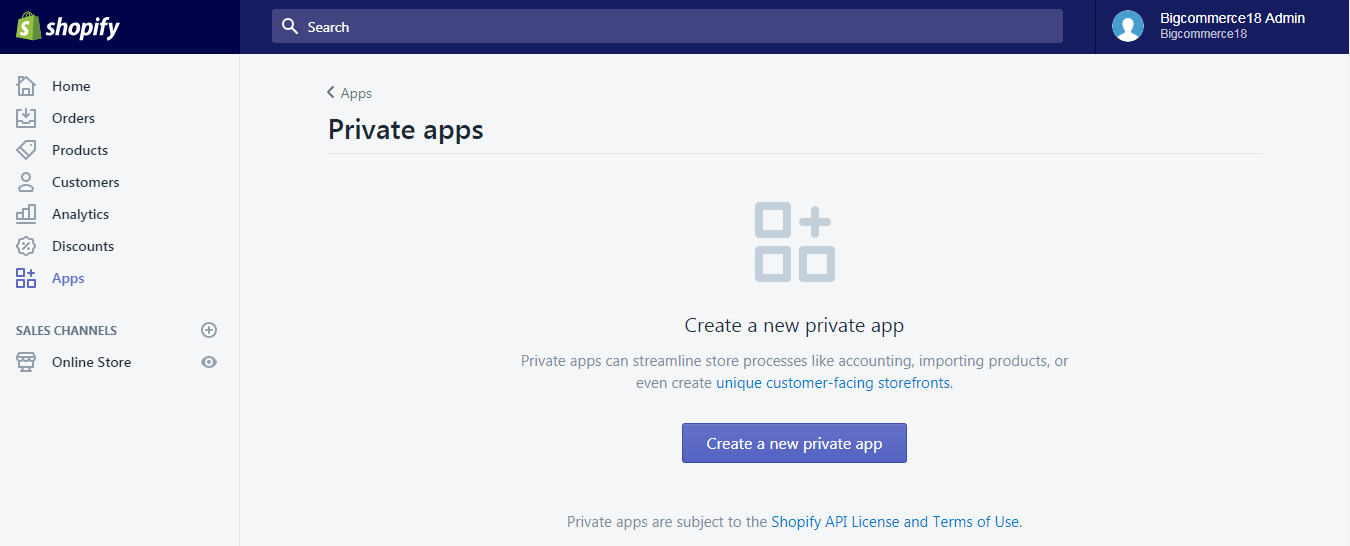 shopify
Search
Bigcommerce18 Admin
Bigcommerce18
Home
Orders
Products
Customers
Analytics
Discounts
Apps
SALES CHANNELS
Online Store
Apps
Private apps
Create a new private app
Private apps can streamline store processes like accounting, importing products, or
even create unique customer-facing storefronts.
Create a new private app
Private apps are subject to the Shopify API License and Terms of Use.